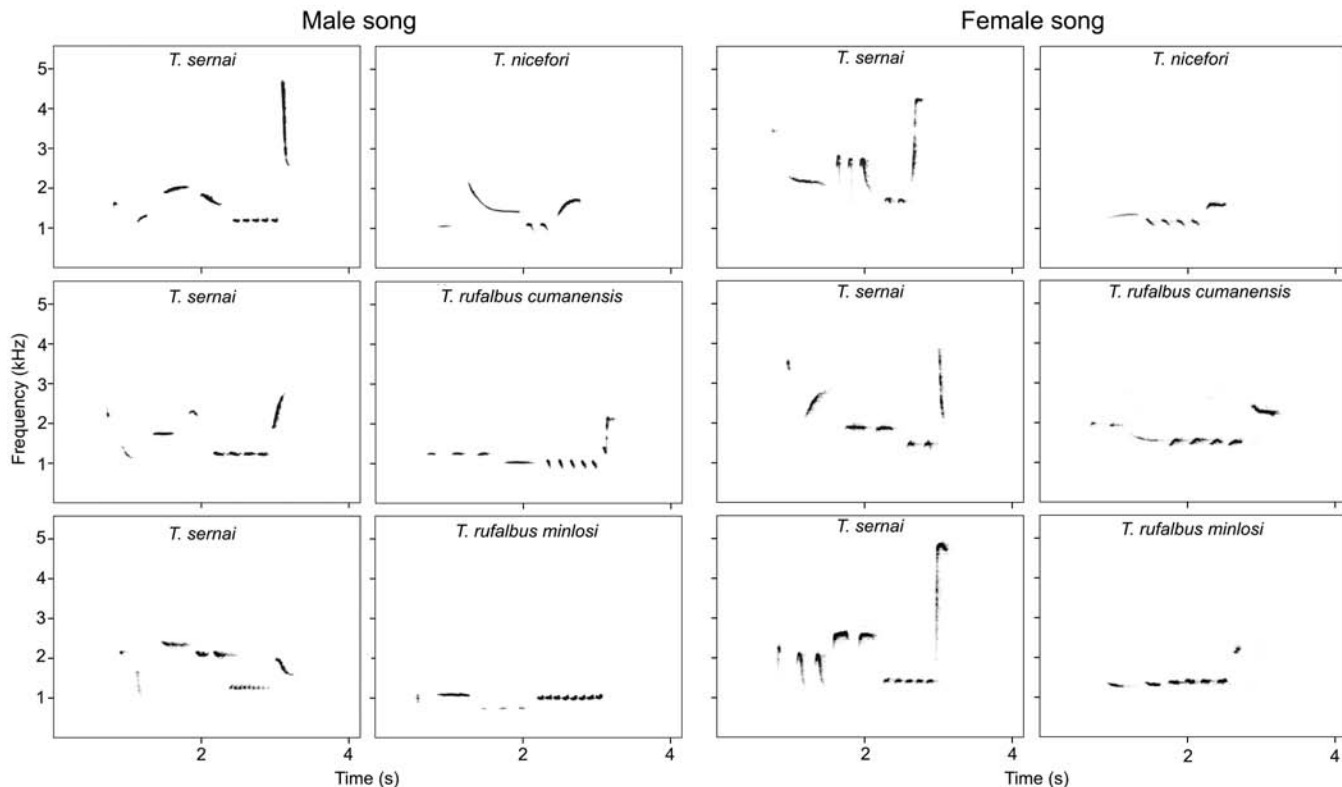 Male song
Female song
T. sernai
T. nicefori
T. sernai
T. nicefori
5
4
3
2
1
T. sernai
T. rufalbus cumanensis
T. sernai
T. rufalbus cumanensis
5
4
3
2
1
Frequency (kHz)
T. sernai
T. rufalbus minlosi
T. sernai
T. rufalbus minlosi
5
4
3
2
1
2 4 2 4 2 4 2 4
Time (s)
Time (s)